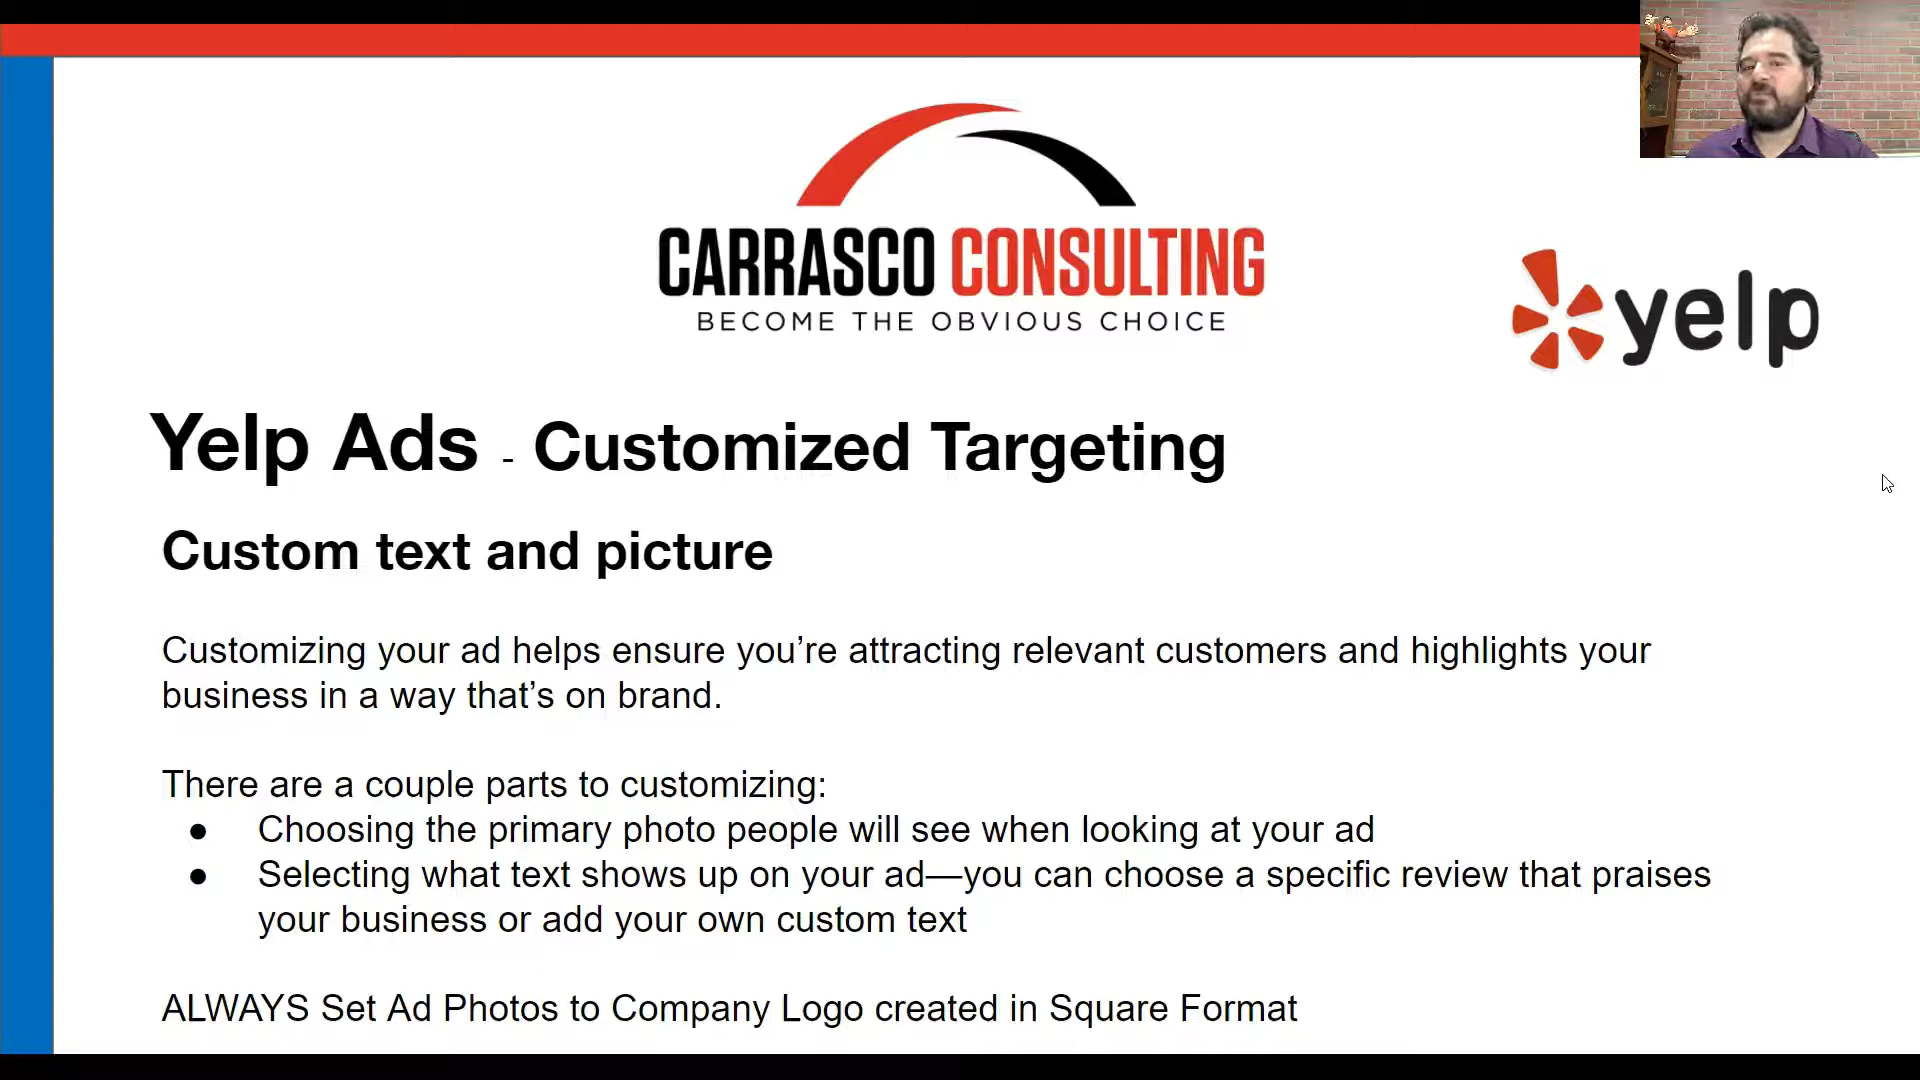 CARRASCO CONSULTING
BECOME THE OBVIOUS CHOICE
yelp
Yelp Ads - Customized Targeting
Custom text and picture
Customizing your ad helps ensure you’re attracting relevant customers and highlights your
business in a way that’s on brand.
There are a couple parts to customizing:
● Choosing the primary photo people will see when looking at your ad
● Selecting what text shows up on your ad—you can choose a specific review that praises
your business or add your own custom text
ALWAYS Set Ad Photos to Company Logo created in Square Format